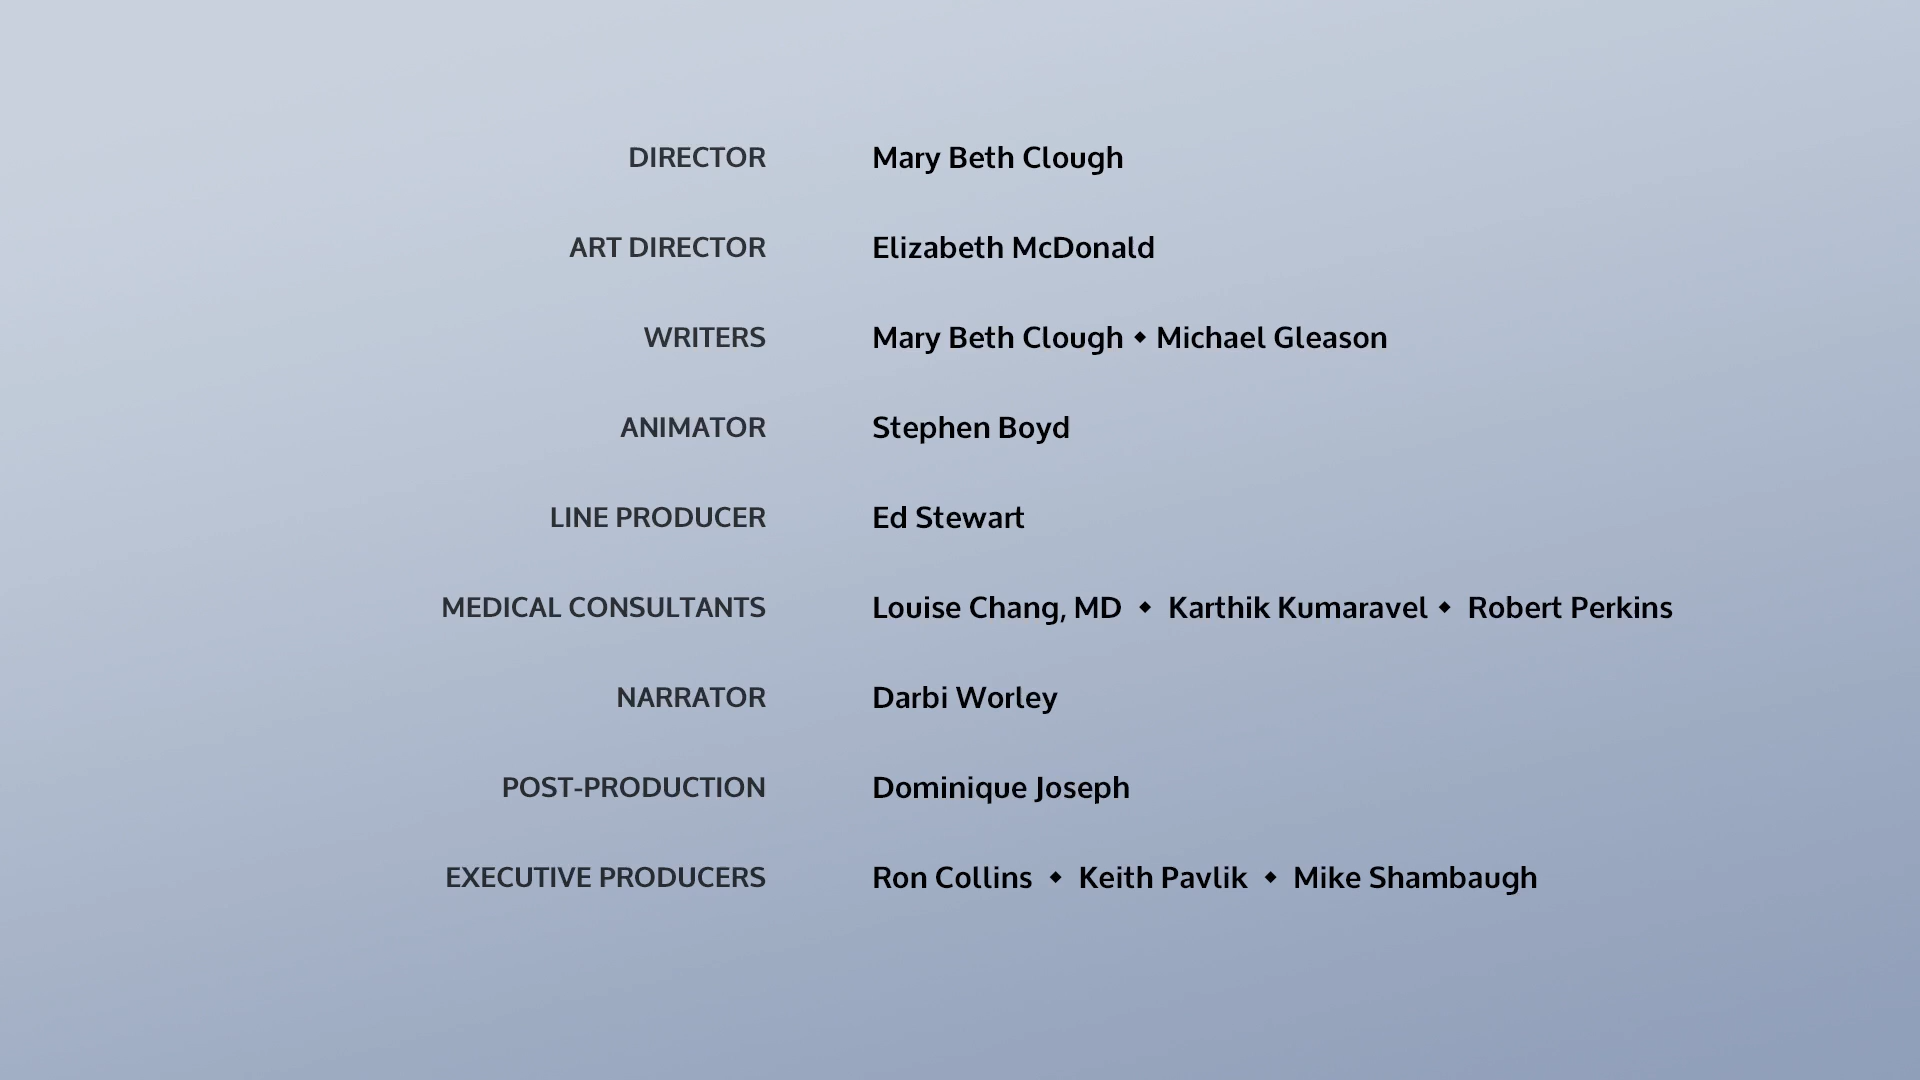 DIRECTOR Mary Beth Clough
ART DIRECTOR Elizabeth McDonald
WRITERS Mary Beth Clough ◆ Michael Gleason
ANIMATOR Stephen Boyd
LINE PRODUCER Ed Stewart
MEDICAL CONSULTANTS Louise Chang, MD ◆ Karthik Kumaravel ◆ Robert Perkins
NARRATOR Darbi Worley
POST-PRODUCTION Dominique Joseph
EXECUTIVE PRODUCERS Ron Collins ◆ Keith Pavlik ◆ Mike Shambaugh